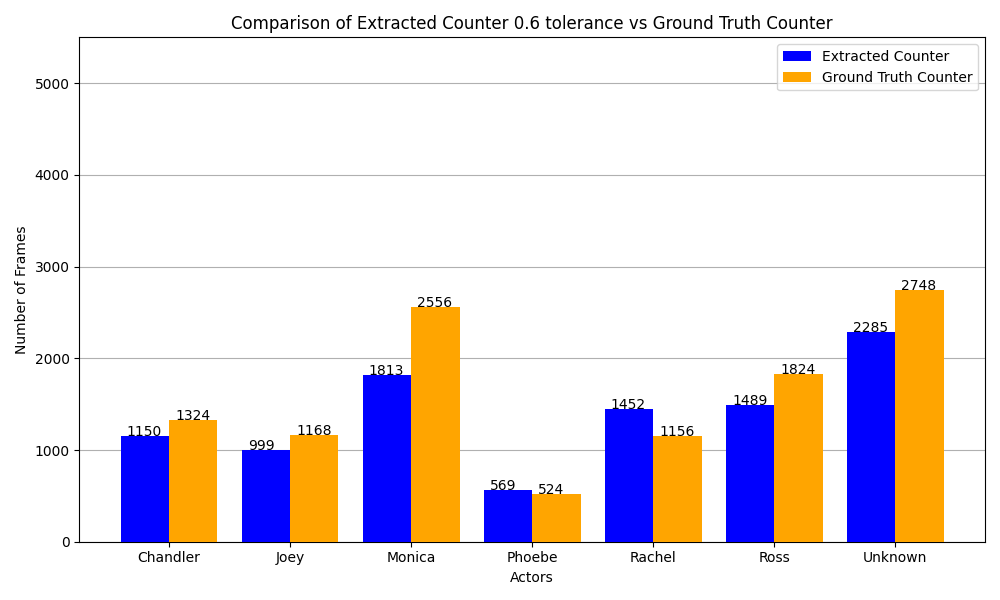 Comparison of Extracted Counter 0.6 tolerance vs Ground Truth Counter
Extracted Counter
Ground Truth Counter
Number of Frames
5000
4000
3000
2000
1000
0
1150
1324
999
1168
1813
2556
569
524
1452
1156
1489
1824
2285
2748
Chandler
Joey
Monica
Phoebe
Rachel
Ross
Unknown
Actors